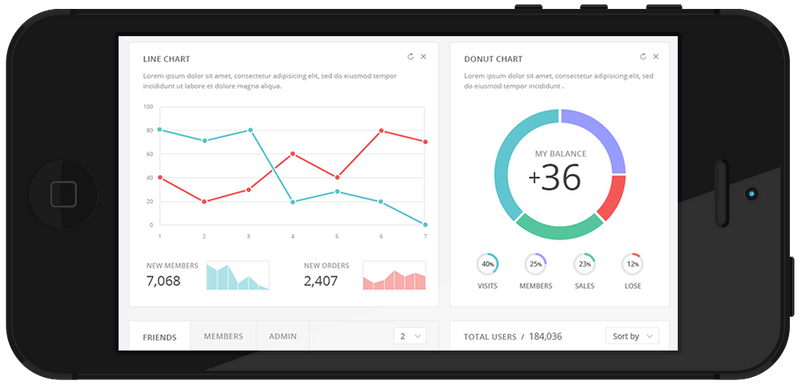 LINE CHART
Lorem ipsum dolor sit amet, consectetur adipisicing elit, sed do eiusmod tempor
incididunt ut labore et dolore magna aliqua.
100
80
60
40
20
0
1 2 3 4 5 6 7
NEW MEMBERS
7,068
NEW ORDERS
2,407
DONUT CHART
Lorem ipsum dolor sit amet, consectetur adipisicing elit, sed
do eiusmod tempor incididunt .
MY BALANCE
+36
40% 25% 23% 12%
VISITS MEMBERS SALES LOSE
FRIENDS MEMBERS ADMIN 2
TOTAL USERS / 184,036 Sort by